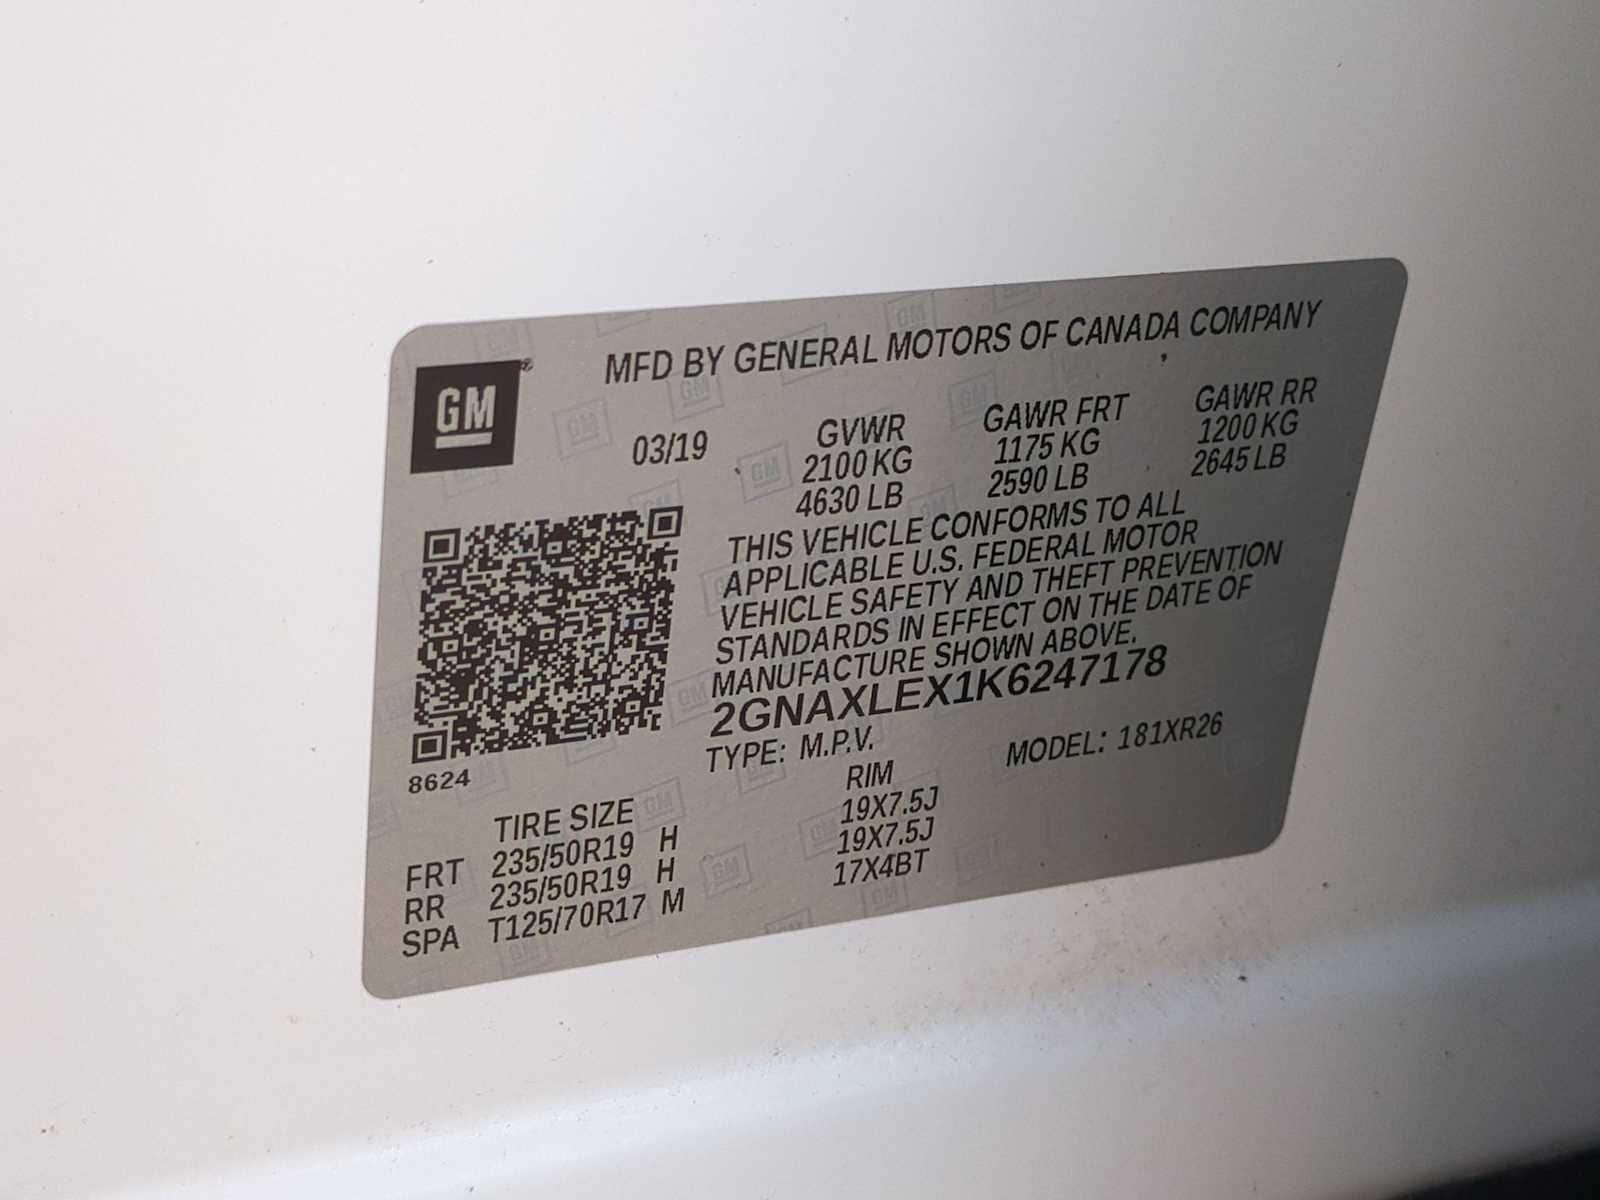 GM®
MFD BY GENERAL MOTORS OF CANADA COMPANY
03/19
GVWR GAWR FRT GAWR RR
2100 KG 1175 KG 1200 KG
4630 LB 2590 LB 2645 LB
THIS VEHICLE CONFORMS TO ALL
APPLICABLE U.S. FEDERAL MOTOR
VEHICLE SAFETY AND THEFT PREVENTION
STANDARDS IN EFFECT ON THE DATE OF
MANUFACTURE SHOWN ABOVE.
2GNAXLEX1K6247178
TYPE: M.P.V. MODEL: 181XR26
8624
TIRE SIZE RIM
FRT 235/50R19 H 19X7.5J
RR 235/50R19 H 19X7.5J
SPA T125/70R17 M 17X4BT